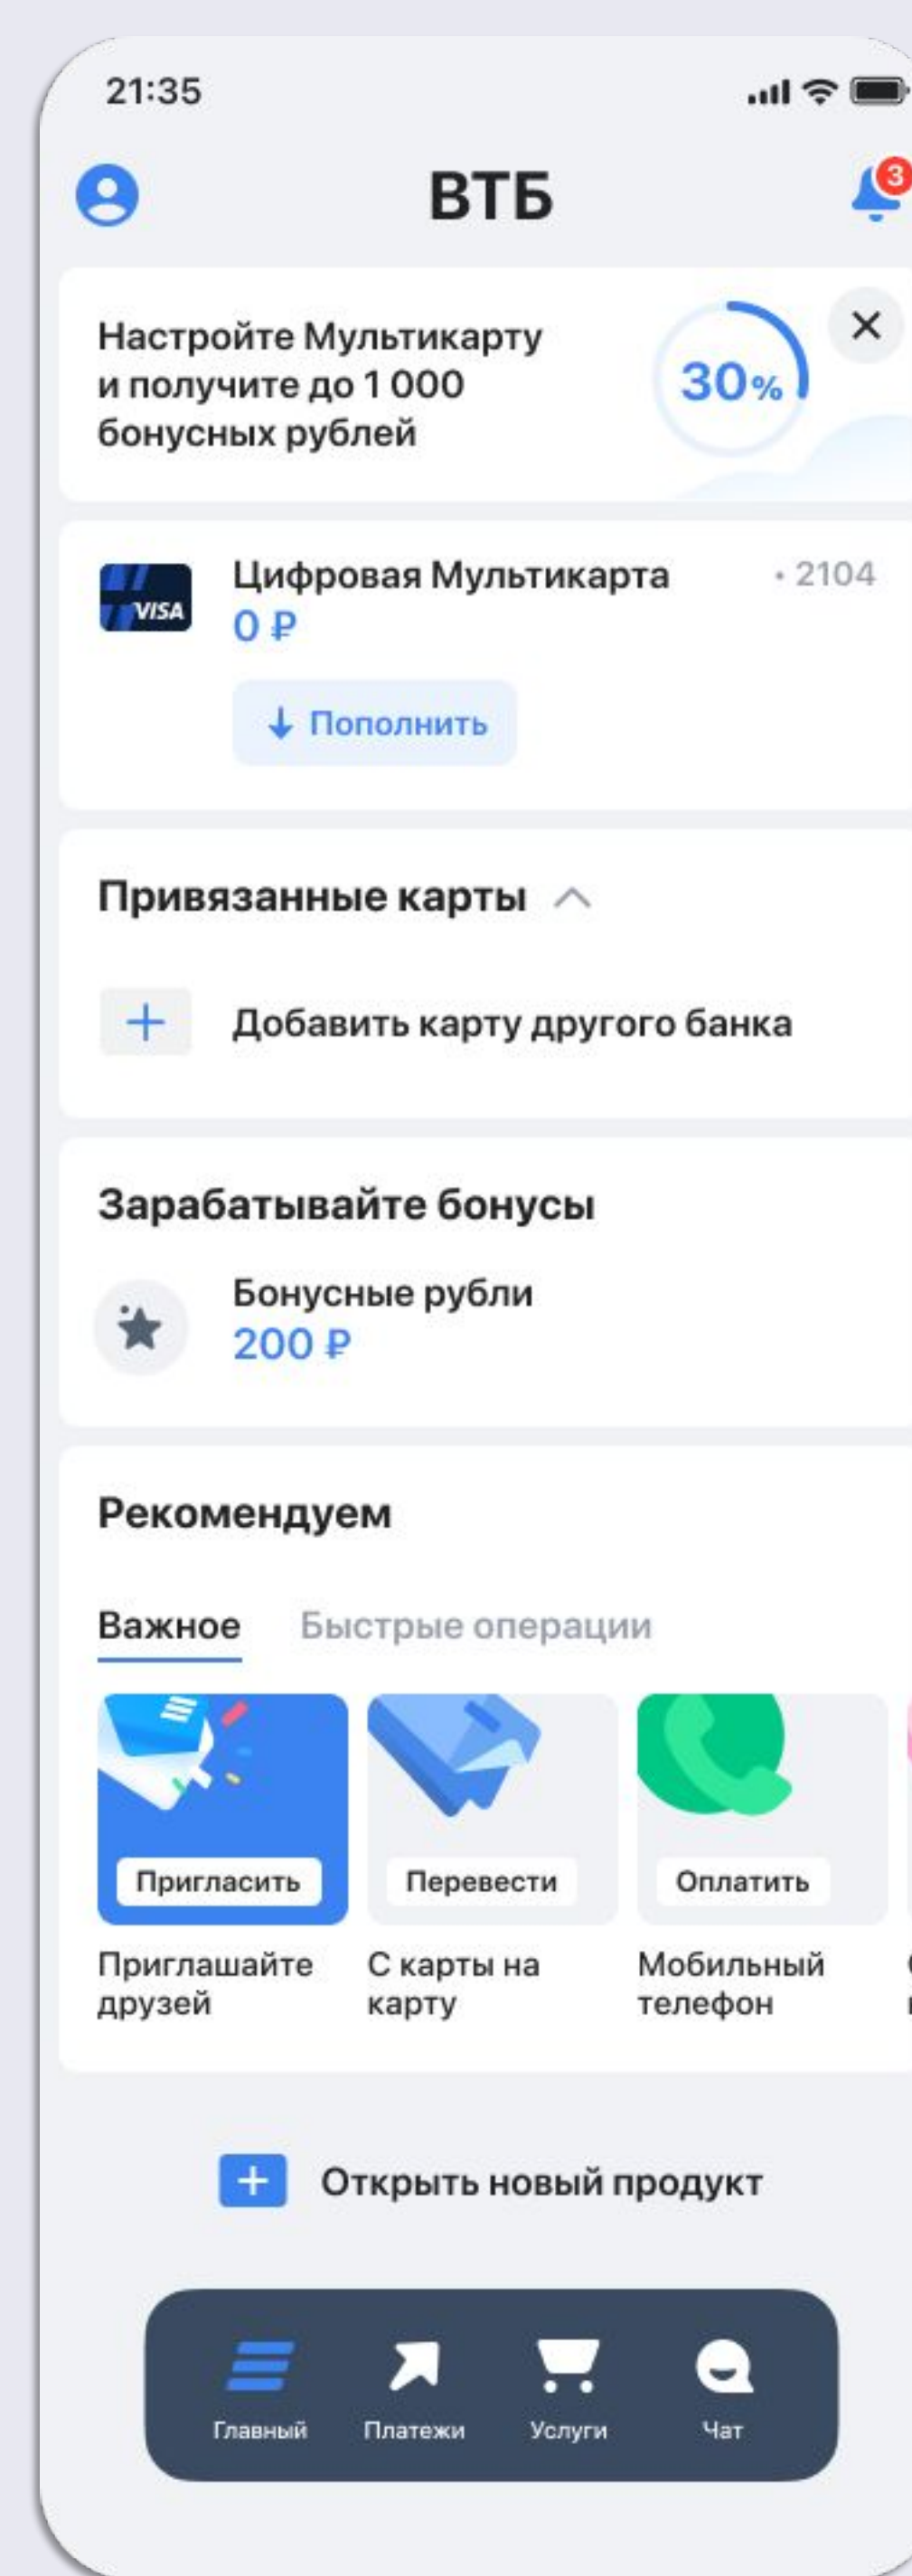 21:35
ВТБ
3
Настройте Мультикарту
и получите до 1 000
бонусных рублей
30%
Цифровая Мультикарта
• 2104
VISA
0 ₽
Пополнить
Привязанные карты
Добавить карту другого банка
Зарабатывайте бонусы
Бонусные рубли
200 ₽
Рекомендуем
Важное
Быстрые операции
Пригласить
Перевести
Оплатить
Приглашайте
друзей
С карты на
карту
Мобильный
телефон
Открыть новый продукт
Главный
Платежи
Услуги
Чат